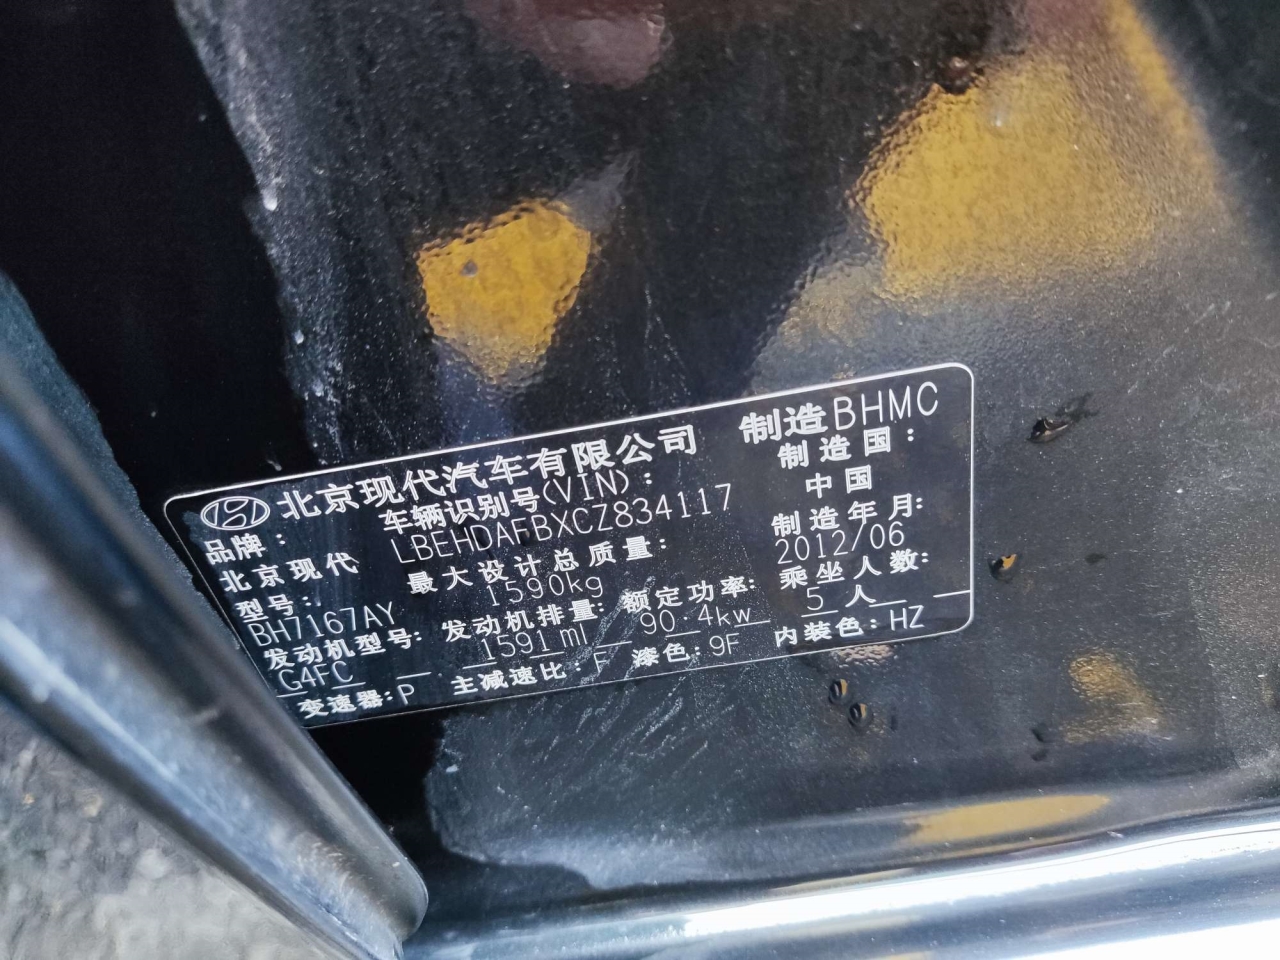 北京现代汽车有限公司 制造BHMC
品牌: 车辆识别号(VIN): 制造国:
北京现代 LBEHDAFBXCZ834117 中国
型号: 最大设计总质量: 制造年月:
BH7167AY 1590kg 2012/06
发动机型号: 发动机排量: 额定功率: 乘坐人数:
G4FC 1591ml 90.4kw 5人
变速器:P 主减速比:F 漆色:9F 内装色:HZ